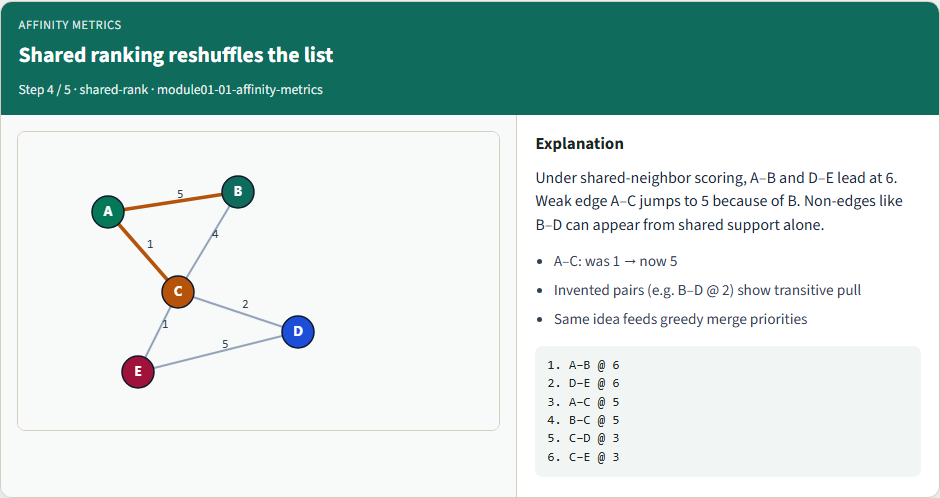 AFFINITY METRICS
Shared ranking reshuffles the list
Step 4 / 5 · shared-rank · module01-01-affinity-metrics
A
B
C
D
E
5
1
4
2
1
5
Explanation
Under shared-neighbor scoring, A–B and D–E lead at 6.
Weak edge A–C jumps to 5 because of B. Non-edges like
B–D can appear from shared support alone.
• A–C: was 1 → now 5
• Invented pairs (e.g. B–D @ 2) show transitive pull
• Same idea feeds greedy merge priorities
1. A–B @ 6
2. D–E @ 6
3. A–C @ 5
4. B–C @ 5
5. C–D @ 3
6. C–E @ 3